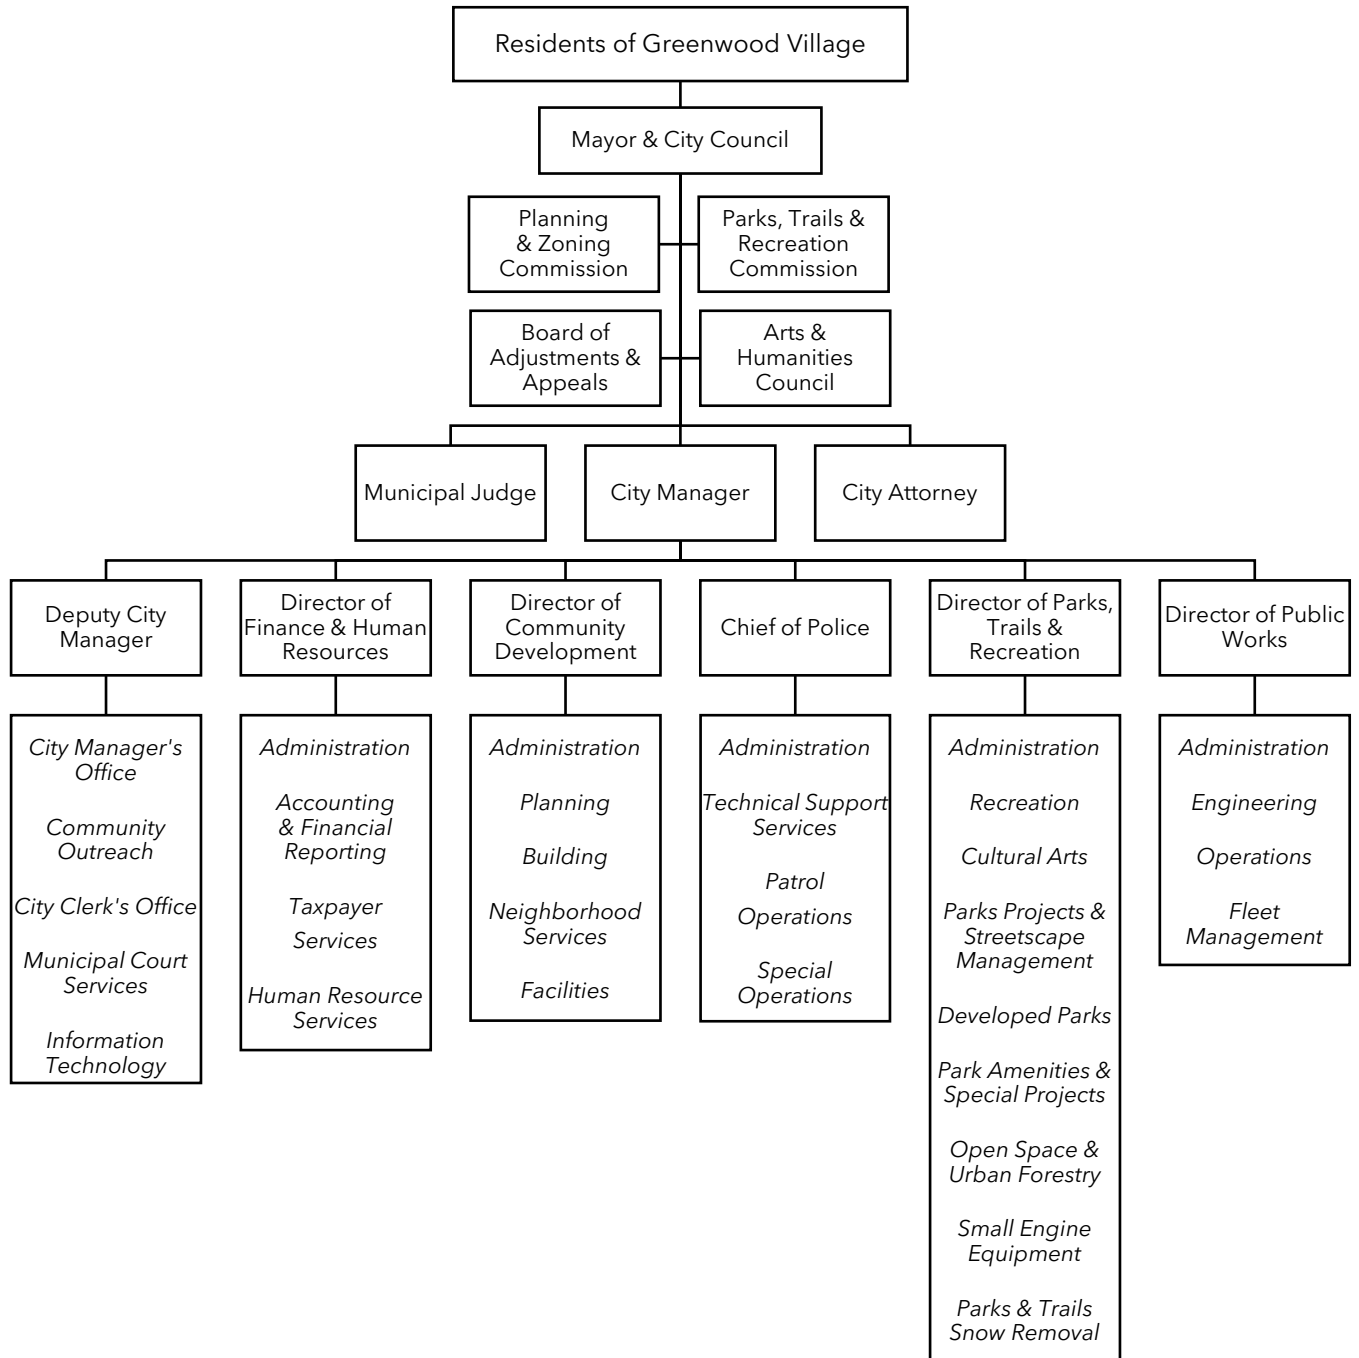 Residents of Greenwood Village
Mayor & City Council
Planning
& Zoning
Commission
Parks, Trails &
Recreation
Commission
Board of
Adjustments &
Appeals
Arts &
Humanities
Council
Municipal Judge
City Manager
City Attorney
Deputy City
Manager
Director of
Finance & Human
Resources
Director of
Community
Development
Chief of Police
Director of Parks,
Trails &
Recreation
Director of Public
Works
City Manager's
Office
Community
Outreach
City Clerk's Office
Municipal Court
Services
Information
Technology
Administration
Accounting
& Financial
Reporting
Taxpayer
Services
Human Resource
Services
Administration
Planning
Building
Neighborhood
Services
Facilities
Administration
Technical Support
Services
Patrol
Operations
Special
Operations
Administration
Recreation
Cultural Arts
Parks Projects &
Streetscape
Management
Developed Parks
Park Amenities &
Special Projects
Open Space &
Urban Forestry
Small Engine
Equipment
Parks & Trails
Snow Removal
Administration
Engineering
Operations
Fleet
Management